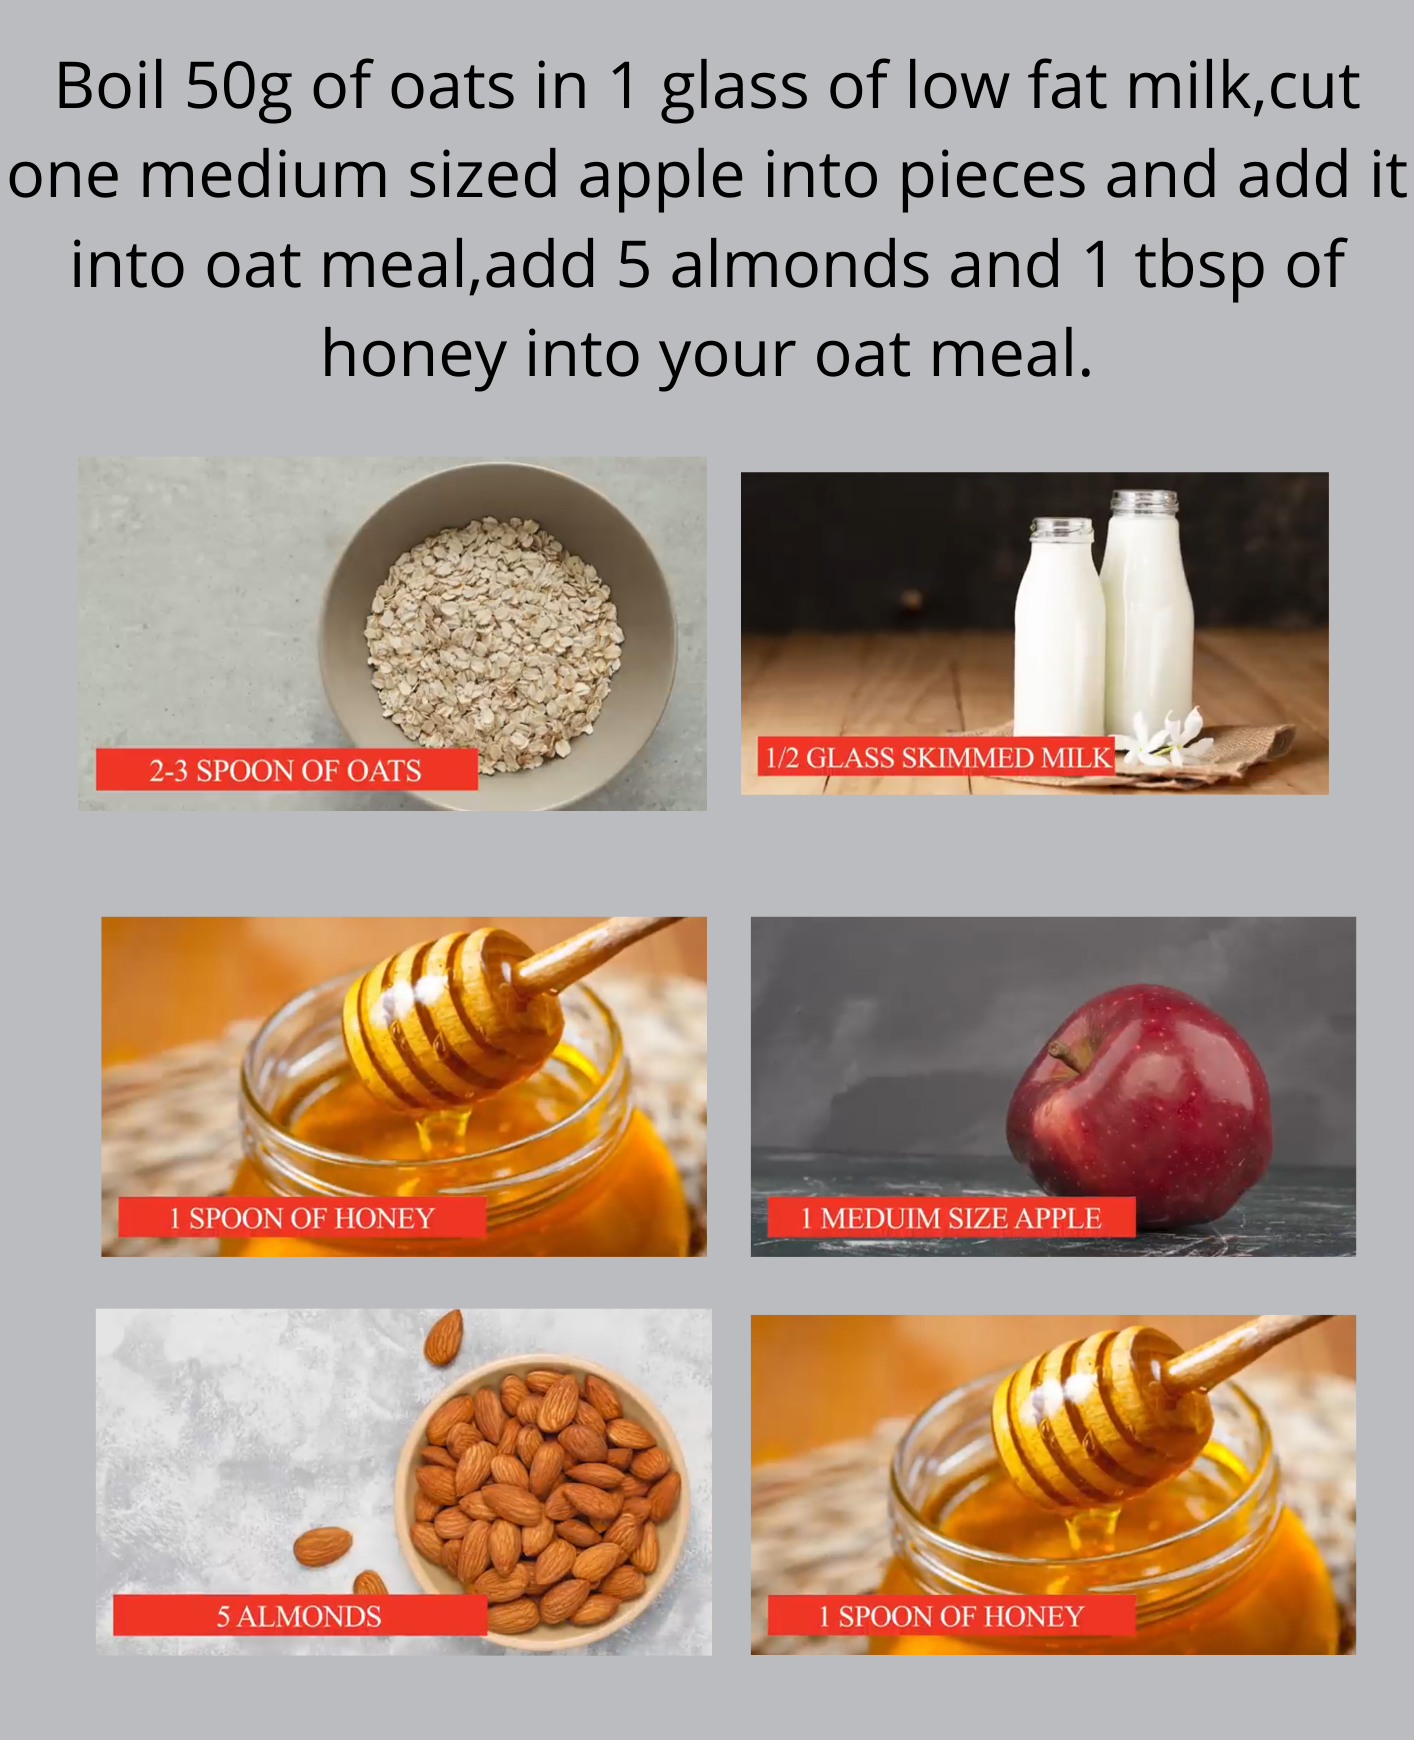 Boil 50g of oats in 1 glass of low fat milk,cut
one medium sized apple into pieces and add it
into oat meal,add 5 almonds and 1 tbsp of
honey into your oat meal.
2-3 SPOON OF OATS
1/2 GLASS SKIMMED MILK
1 SPOON OF HONEY
1 MEDUIM SIZE APPLE
5 ALMONDS
1 SPOON OF HONEY